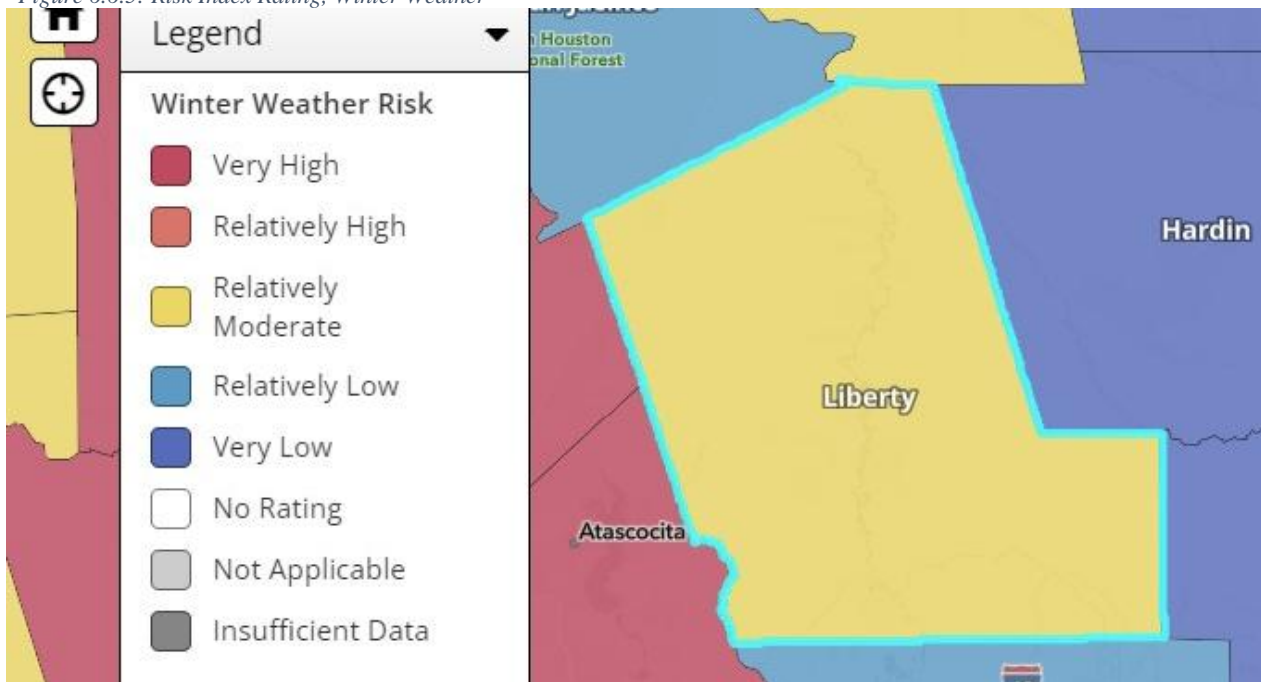 Risk Index Rating, Winter Weather
Legend
Winter Weather Risk
Very High
Relatively High
Relatively
Moderate
Relatively Low
Very Low
No Rating
Not Applicable
Insufficient Data
Houston
Forest
Hardin
Liberty
Atascocita